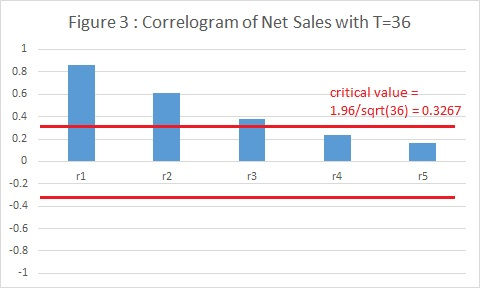 Figure 3 : Correlogram of Net Sales with T=36
1
0.8
critical value =
0.6
1.96/sqrt(36) = 0.3267
0.4
0.2
0
r1 r2 r3 r4 r5
-0.2
-0.4
-0.6
-0.8
-1